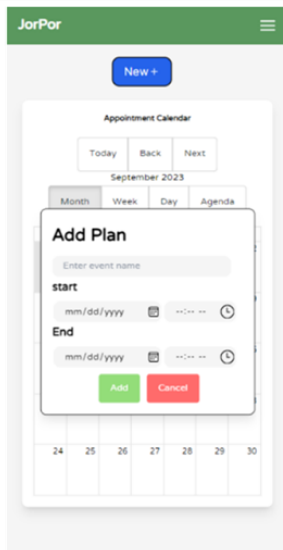 JorPor
New +
Appointment Calendar
Today Back Next
September 2023
Month Week Day Agenda
Add Plan
Enter event name
start
mm/dd/yyyy --:-- --
End
mm/dd/yyyy --:-- --
Add Cancel
24 25 26 27 28 29 30